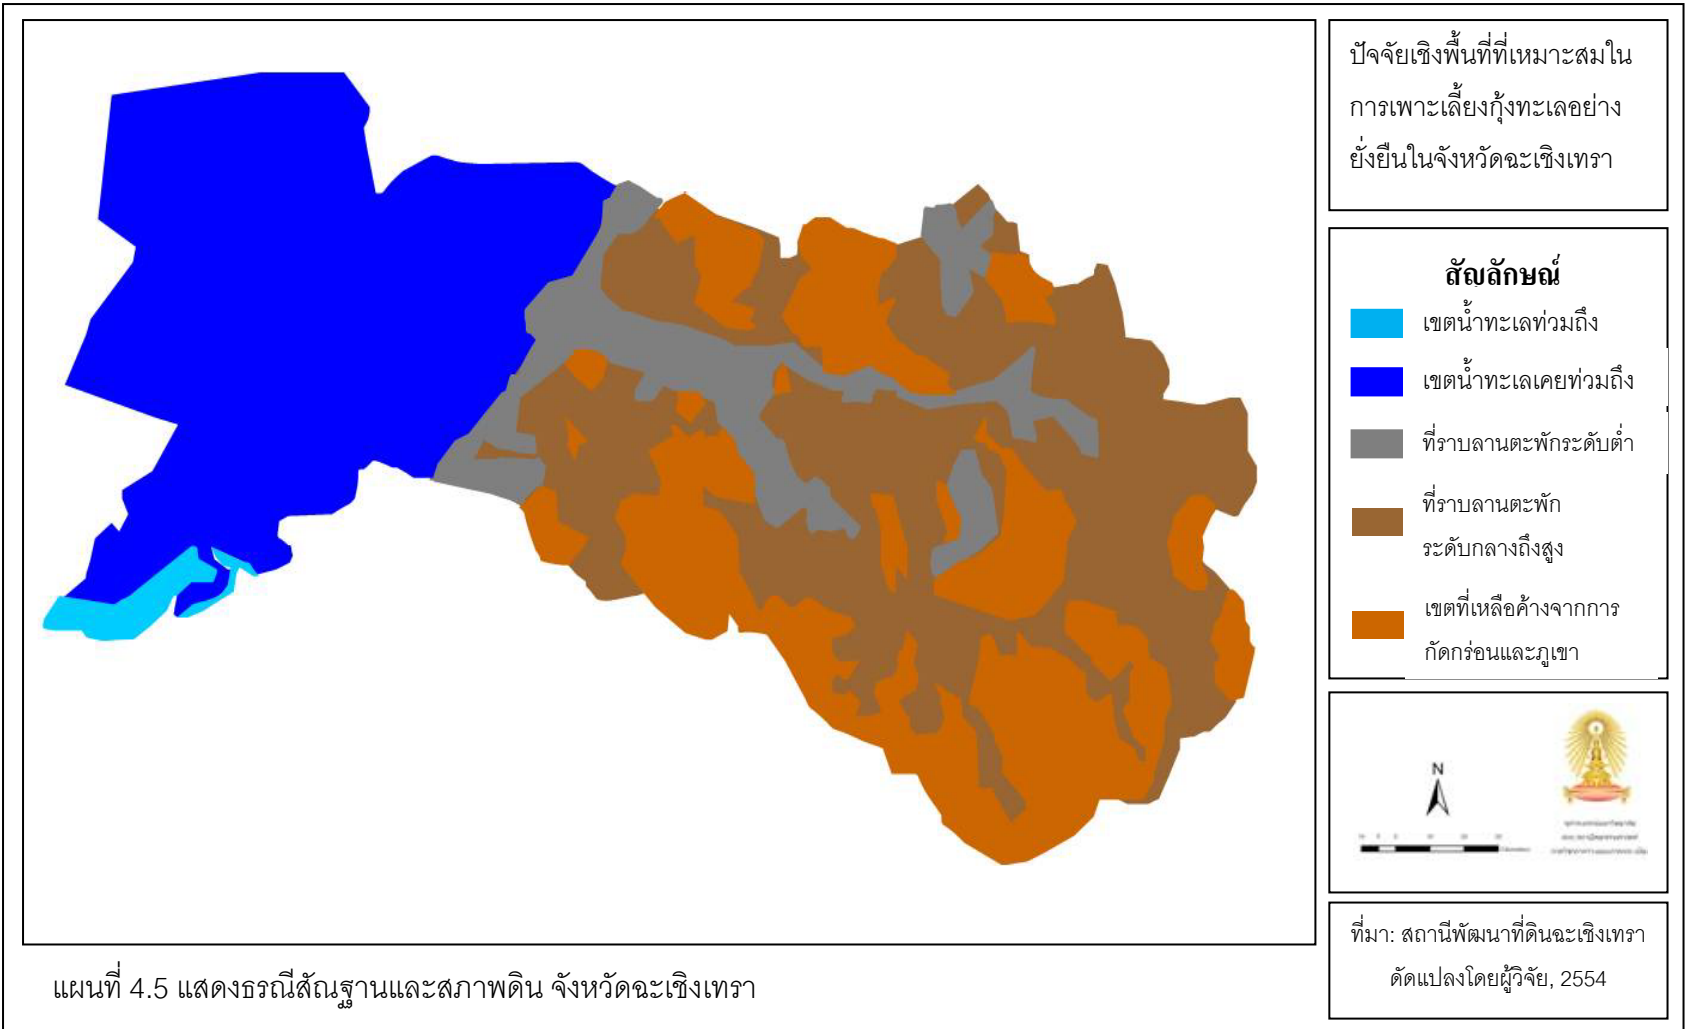 ปัจจัยเชิงพื้นที่ที่เหมาะสมใน
การเพาะเลี้ยงกุ้งทะเลอย่าง
ยั่งยืนในจังหวัดฉะเชิงเทรา
สัญลักษณ์
เขตน้ำทะเลท่วมถึง
เขตน้ำทะเลเคยท่วมถึง
ที่ราบลานตะพักระดับต่ำ
ที่ราบลานตะพัก
ระดับกลางถึงสูง
เขตที่เหลือค้างจากการ
กัดกร่อนและภูเขา
N
ที่มา: สถานีพัฒนาที่ดินฉะเชิงเทรา
ดัดแปลงโดยผู้วิจัย, 2554
แผนที่ 4.5 แสดงธรณีสัณฐานและสภาพดิน จังหวัดฉะเชิงเทรา